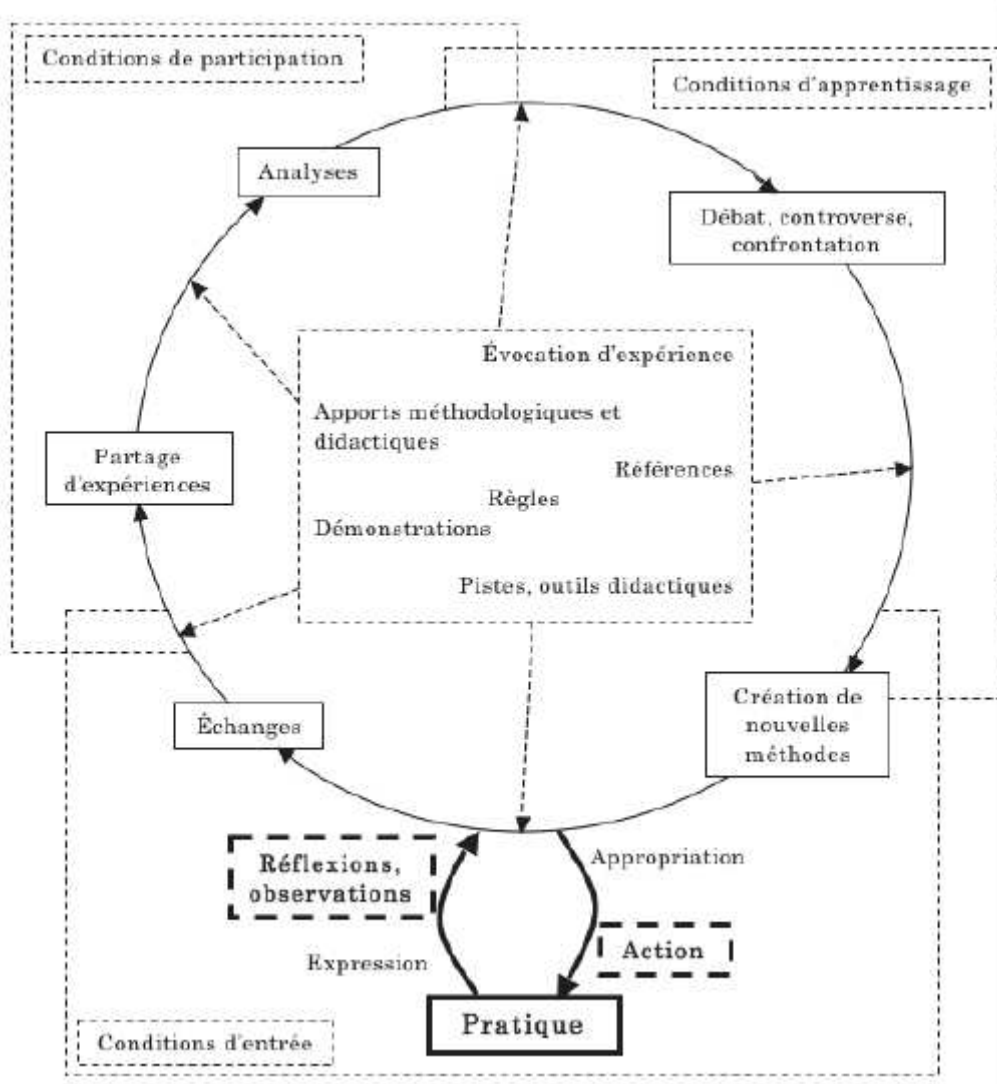 Conditions de participation
Conditions d'apprentissage
Analyses
Débat, controverse,
confrontation
Évocation d'expérience
Apports méthodologiques et
didactiques
Partage
d'expériences
Références
Règles
Démonstrations
Pistes, outils didactiques
Échanges
Création de
nouvelles
méthodes
Réflexions,
observations
Appropriation
Action
Expression
Pratique
Conditions d'entrée